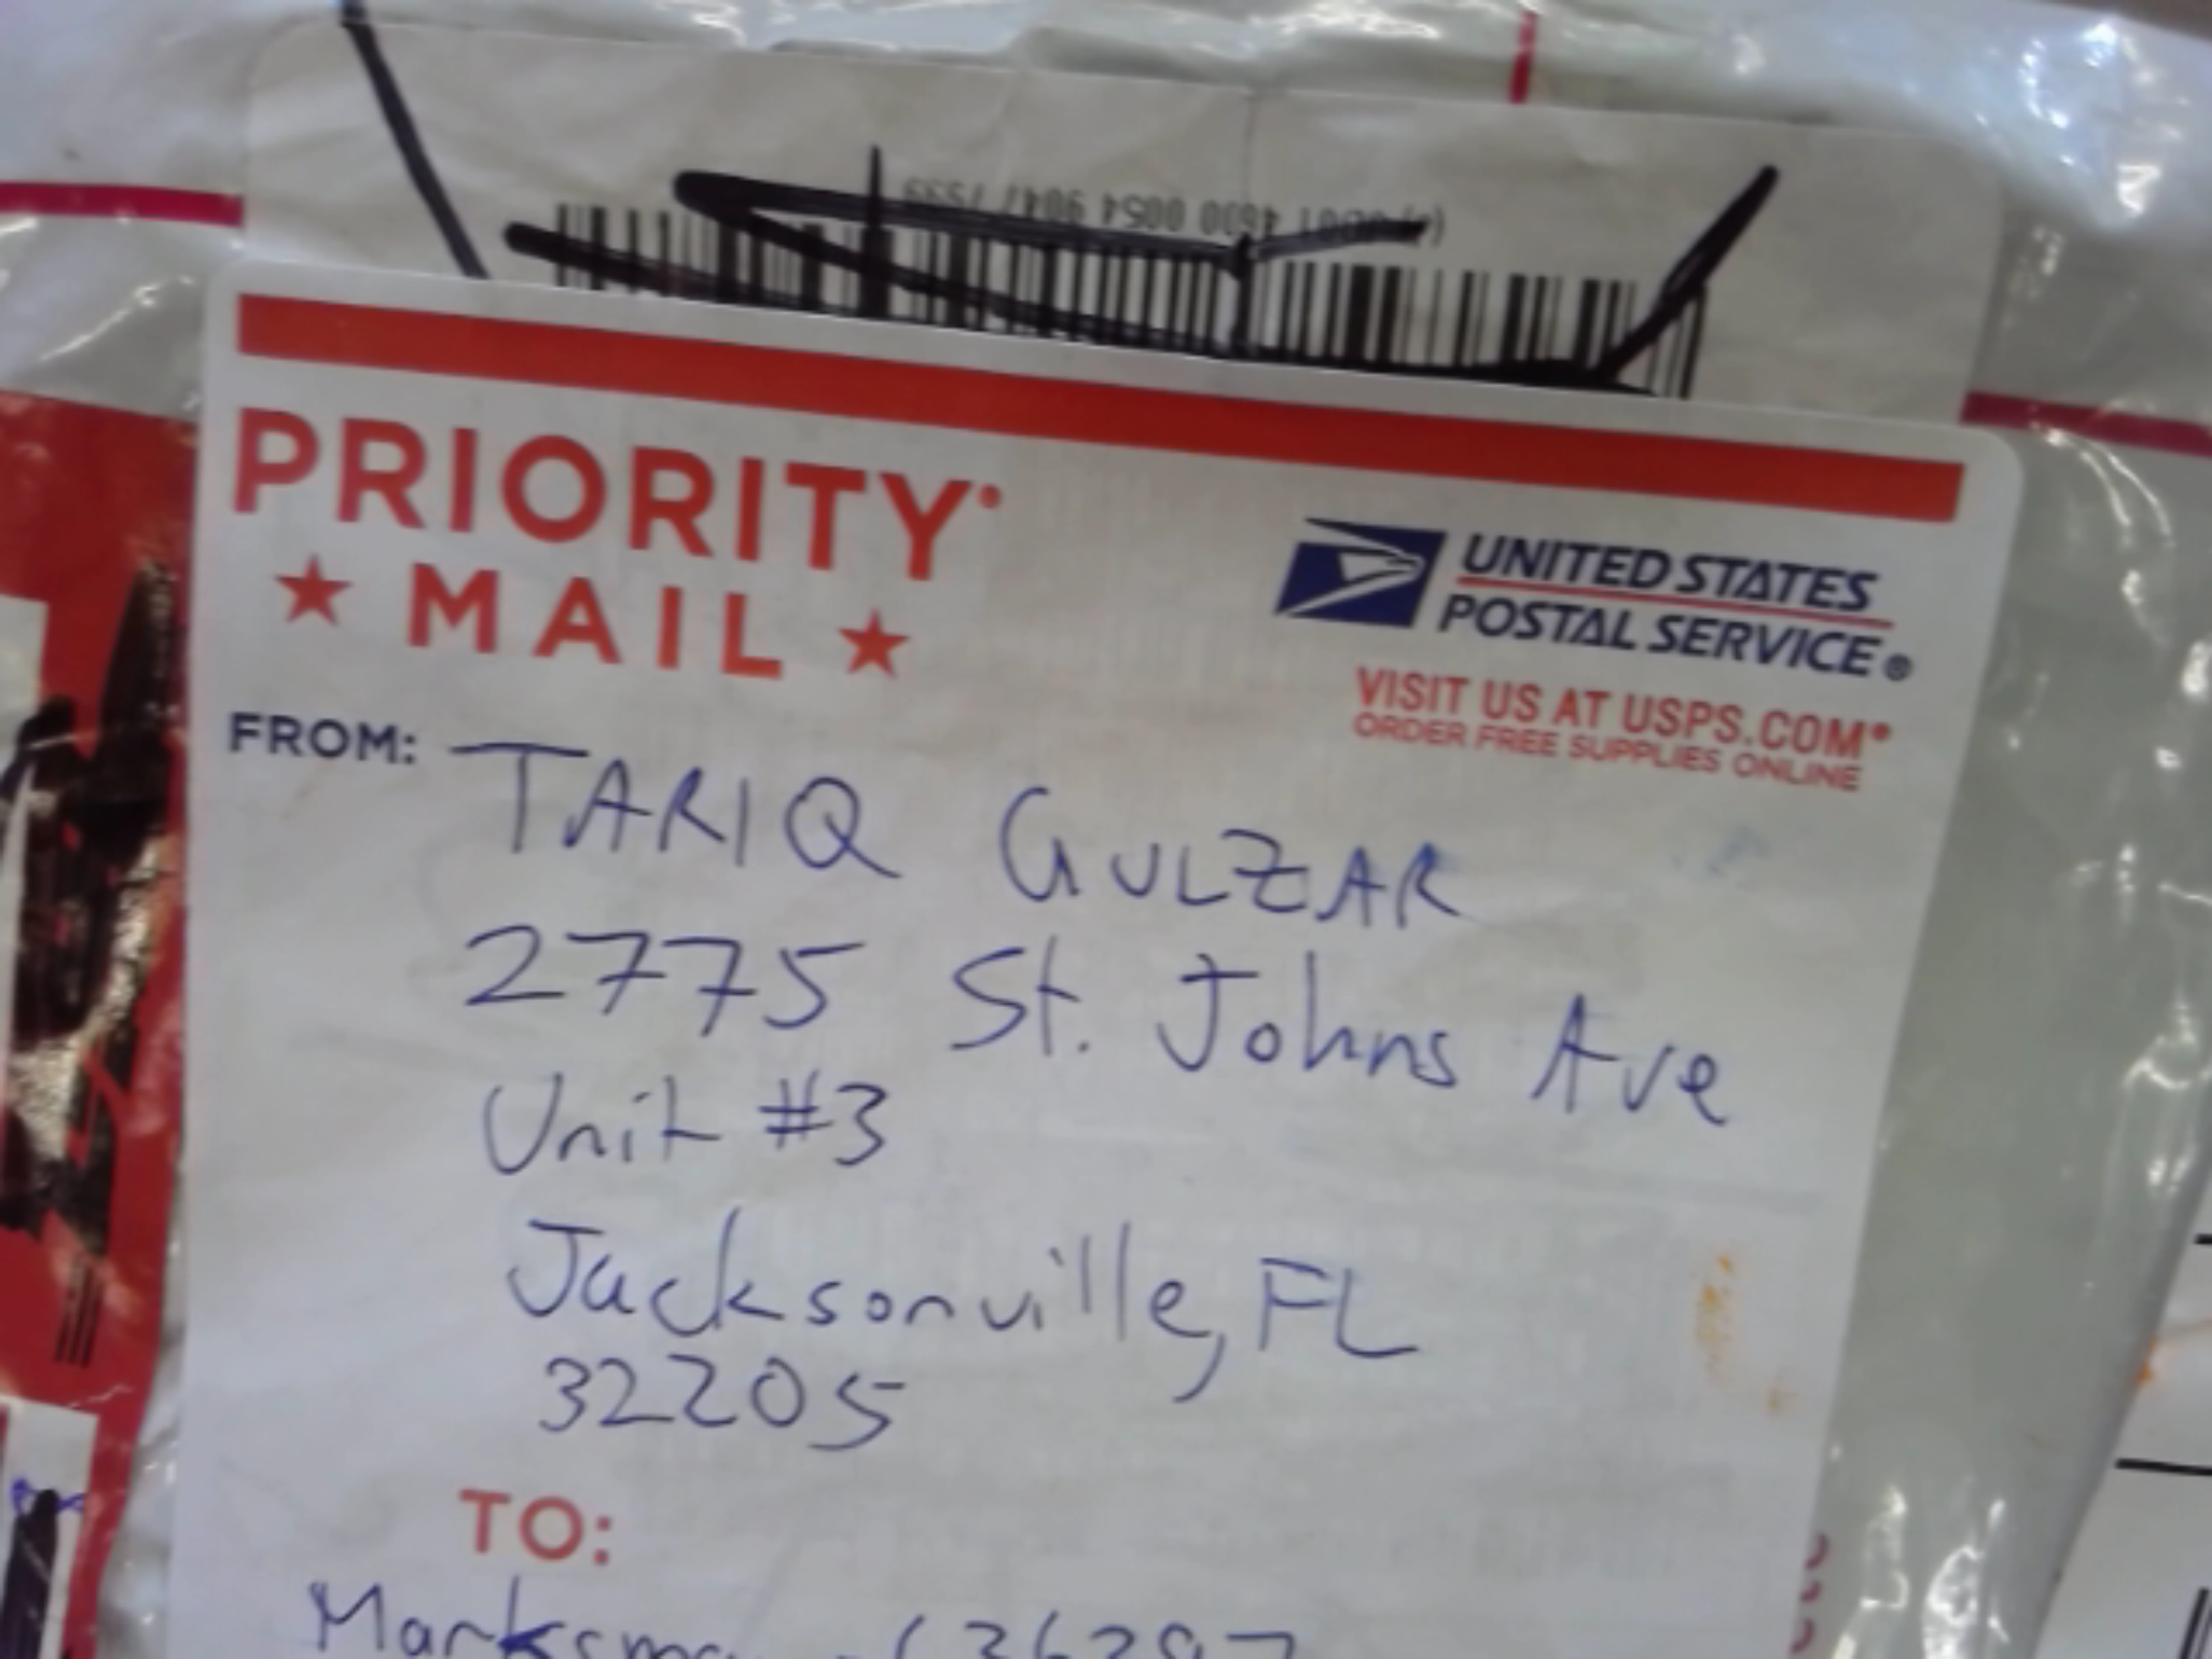 PRIORITY
★ MAIL ★
UNITED STATES
POSTAL SERVICE®
VISIT US AT USPS.COM®
ORDER FREE SUPPLIES ONLINE
FROM: TARIQ GULZAR
2775 St. Johns Ave
Unit #3
Jacksonville, FL
32205
TO: